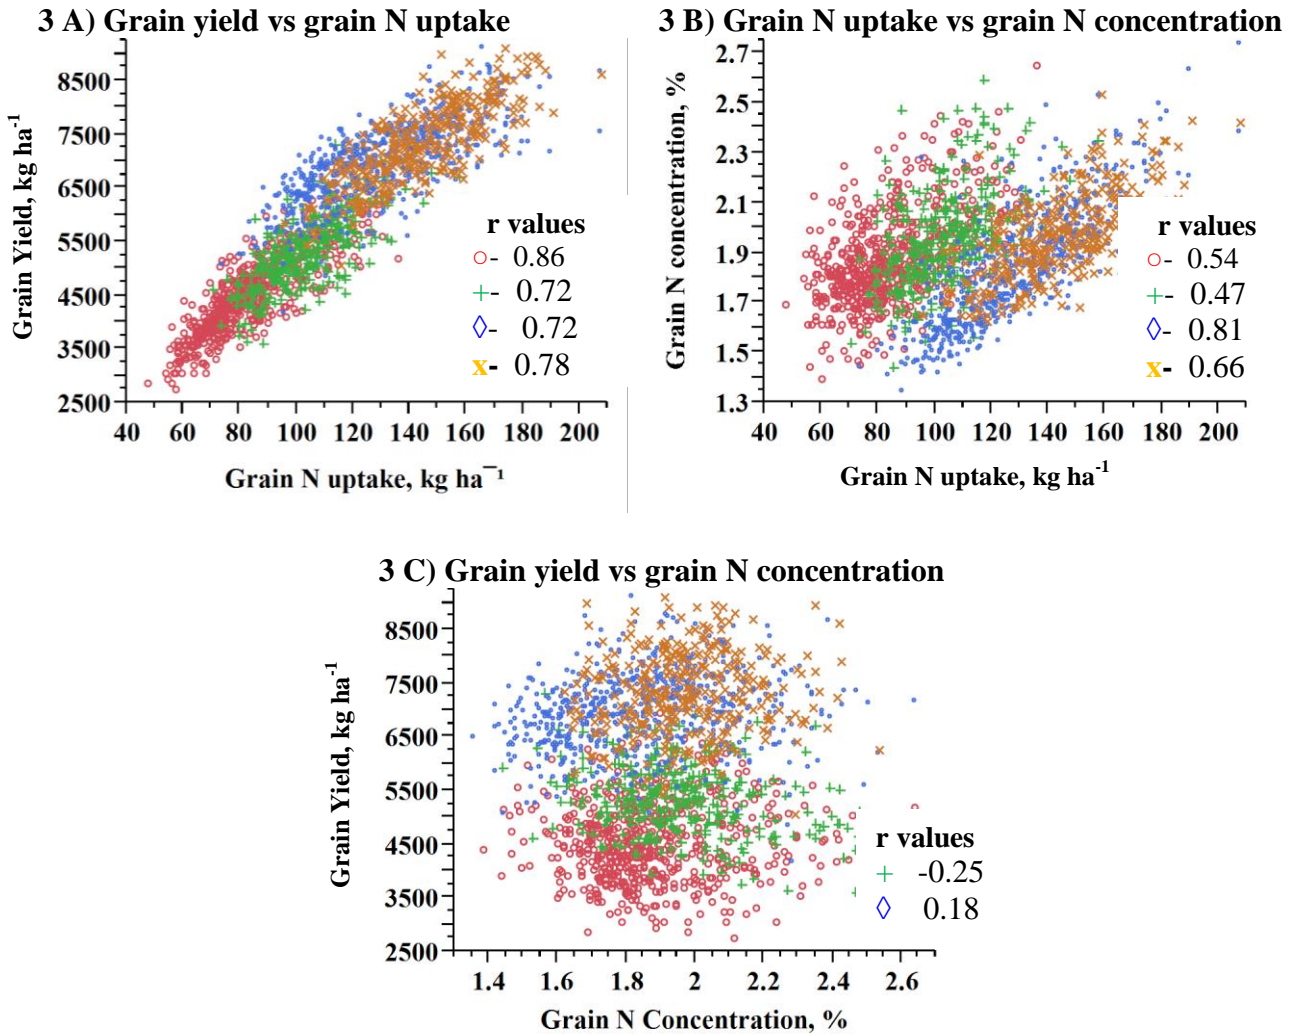 3 A) Grain yield vs grain N uptake
8500
7500
6500
5500
4500
3500
2500
Grain Yield, kg ha-1
r values
○- 0.86
+- 0.72
◊- 0.72
x- 0.78
40 60 80 100 120 140 160 180 200
Grain N uptake, kg ha⁻¹
3 B) Grain N uptake vs grain N concentration
2.7
2.5
2.3
2.1
1.9
1.7
1.5
1.3
Grain N concentration, %
r values
○- 0.54
+- 0.47
◊- 0.81
x- 0.66
40 60 80 100 120 140 160 180 200
Grain N uptake, kg ha-1
3 C) Grain yield vs grain N concentration
8500
7500
6500
5500
4500
3500
2500
Grain Yield, kg ha-1
r values
+ -0.25
◊ 0.18
1.4 1.6 1.8 2 2.2 2.4 2.6
Grain N Concentration, %